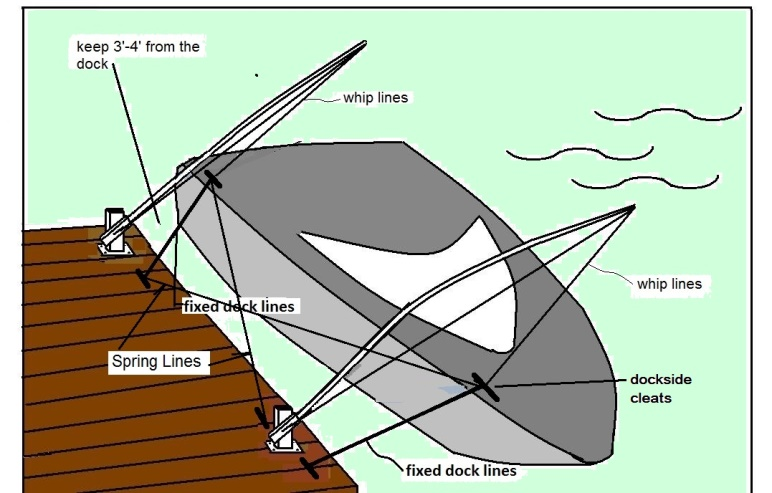 keep 3'-4' from the
dock
whip lines
whip lines
fixed dock lines
Spring Lines
dockside
cleats
fixed dock lines